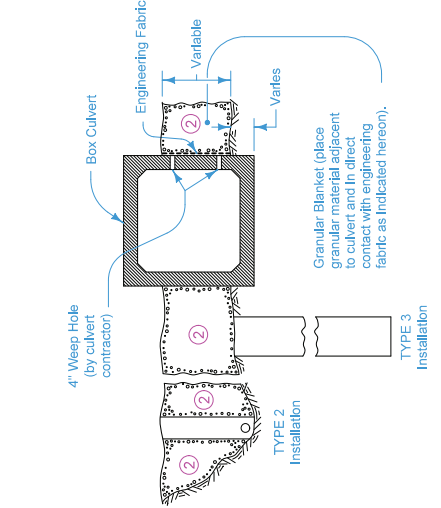 4" Weep Hole
(by culvert
contractor)
Box Culvert
Engineering Fabric
Variable
Varies
2
2
2
2
Granular Blanket (place
granular material adjacent
to culvert and in direct
contact with engineering
fabric as indicated hereon).
TYPE 2
Installation
TYPE 3
Installation